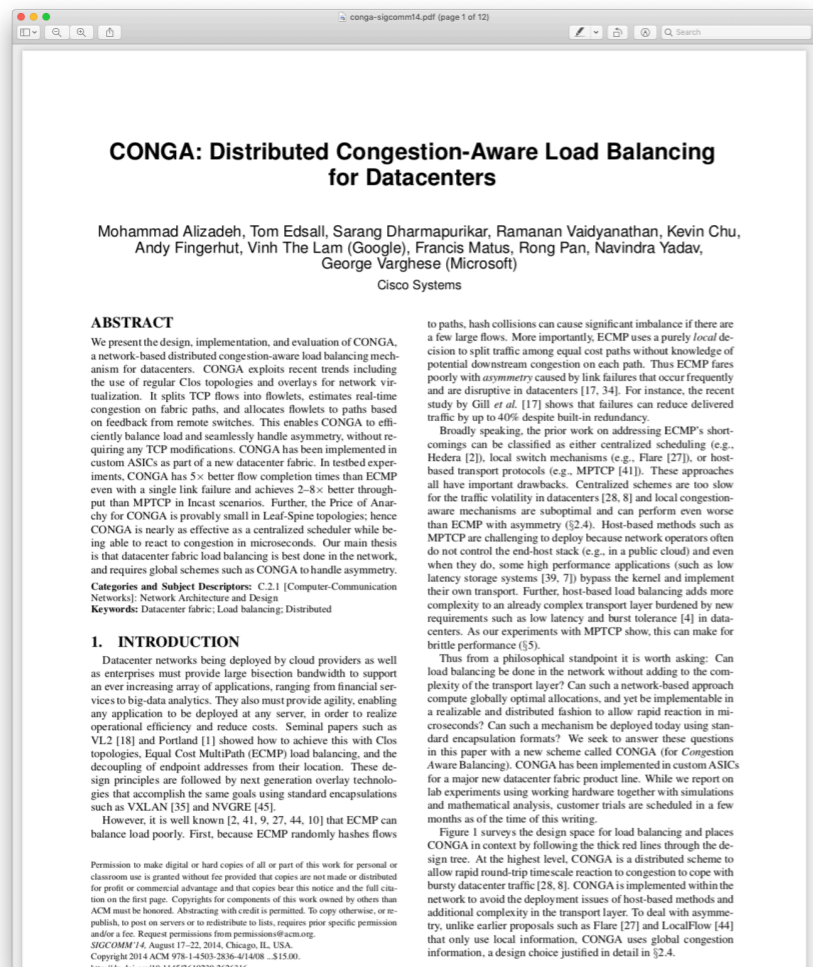 conga-sigcomm14.pdf (page 1 of 12)
Search
CONGA: Distributed Congestion-Aware Load Balancing
for Datacenters
Mohammad Alizadeh, Tom Edsall, Sarang Dharmapurikar, Ramanan Vaidyanathan, Kevin Chu,
Andy Fingerhut, Vinh The Lam (Google), Francis Matus, Rong Pan, Navindra Yadav,
George Varghese (Microsoft)
Cisco Systems
ABSTRACT
We present the design, implementation, and evaluation of CONGA,
a network-based distributed congestion-aware load balancing mech-
anism for datacenters. CONGA exploits recent trends including
the use of regular Clos topologies and overlays for network vir-
tualization. It splits TCP flows into flowlets, estimates real-time
congestion on fabric paths, and allocates flowlets to paths based
on feedback from remote switches. This enables CONGA to effi-
ciently balance load and seamlessly handle asymmetry, without re-
quiring any TCP modifications. CONGA has been implemented in
custom ASICs as part of a new datacenter fabric. In testbed exper-
iments, CONGA has 5× better flow completion times than ECMP
even with a single link failure and achieves 2–8× better through-
put than MPTCP in Incast scenarios. Further, the Price of Anar-
chy for CONGA is provably small in Leaf-Spine topologies; hence
CONGA is nearly as effective as a centralized scheduler while be-
ing able to react to congestion in microseconds. Our main thesis
is that datacenter fabric load balancing is best done in the network,
and requires global schemes such as CONGA to handle asymmetry.
Categories and Subject Descriptors: C.2.1 [Computer-Communication
Networks]: Network Architecture and Design
Keywords: Datacenter fabric; Load balancing; Distributed
1. INTRODUCTION
Datacenter networks being deployed by cloud providers as well
as enterprises must provide large bisection bandwidth to support
an ever increasing array of applications, ranging from financial ser-
vices to big-data analytics. They also must provide agility, enabling
any application to be deployed at any server, in order to realize
operational efficiency and reduce costs. Seminal papers such as
VL2 [18] and Portland [1] showed how to achieve this with Clos
topologies, Equal Cost MultiPath (ECMP) load balancing, and the
decoupling of endpoint addresses from their location. These de-
sign principles are followed by next generation overlay technolo-
gies that accomplish the same goals using standard encapsulations
such as VXLAN [35] and NVGRE [45].
However, it is well known [2, 41, 9, 27, 44, 10] that ECMP can
balance load poorly. First, because ECMP randomly hashes flows
Permission to make digital or hard copies of all or part of this work for personal or
classroom use is granted without fee provided that copies are not made or distributed
for profit or commercial advantage and that copies bear this notice and the full cita-
tion on the first page. Copyrights for components of this work owned by others than
ACM must be honored. Abstracting with credit is permitted. To copy otherwise, or re-
publish, to post on servers or to redistribute to lists, requires prior specific permission
and/or a fee. Request permissions from permissions@acm.org.
SIGCOMM'14, August 17–22, 2014, Chicago, IL, USA.
Copyright 2014 ACM 978-1-4503-2836-4/14/08 ...$15.00.
to paths, hash collisions can cause significant imbalance if there are
a few large flows. More importantly, ECMP uses a purely local de-
cision to split traffic among equal cost paths without knowledge of
potential downstream congestion on each path. Thus ECMP fares
poorly with asymmetry caused by link failures that occur frequently
and are disruptive in datacenters [17, 34]. For instance, the recent
study by Gill et al. [17] shows that failures can reduce delivered
traffic by up to 40% despite built-in redundancy.
Broadly speaking, the prior work on addressing ECMP's short-
comings can be classified as either centralized scheduling (e.g.,
Hedera [2]), local switch mechanisms (e.g., Flare [27]), or host-
based transport protocols (e.g., MPTCP [41]). These approaches
all have important drawbacks. Centralized schemes are too slow
for the traffic volatility in datacenters [28, 8] and local congestion-
aware mechanisms are suboptimal and can perform even worse
than ECMP with asymmetry (§2.4). Host-based methods such as
MPTCP are challenging to deploy because network operators often
do not control the end-host stack (e.g., in a public cloud) and even
when they do, some high performance applications (such as low
latency storage systems [39, 7]) bypass the kernel and implement
their own transport. Further, host-based load balancing adds more
complexity to an already complex transport layer burdened by new
requirements such as low latency and burst tolerance [4] in data-
centers. As our experiments with MPTCP show, this can make for
brittle performance (§5).
Thus from a philosophical standpoint it is worth asking: Can
load balancing be done in the network without adding to the com-
plexity of the transport layer? Can such a network-based approach
compute globally optimal allocations, and yet be implementable in
a realizable and distributed fashion to allow rapid reaction in mi-
croseconds? Can such a mechanism be deployed today using stan-
dard encapsulation formats? We seek to answer these questions
in this paper with a new scheme called CONGA (for Congestion
Aware Balancing). CONGA has been implemented in custom ASICs
for a major new datacenter fabric product line. While we report on
lab experiments using working hardware together with simulations
and mathematical analysis, customer trials are scheduled in a few
months as of the time of this writing.
Figure 1 surveys the design space for load balancing and places
CONGA in context by following the thick red lines through the de-
sign tree. At the highest level, CONGA is a distributed scheme to
allow rapid round-trip timescale reaction to congestion to cope with
bursty datacenter traffic [28, 8]. CONGA is implemented within the
network to avoid the deployment issues of host-based methods and
additional complexity in the transport layer. To deal with asymme-
try, unlike earlier proposals such as Flare [27] and LocalFlow [44]
that only use local information, CONGA uses global congestion
information, a design choice justified in detail in §2.4.